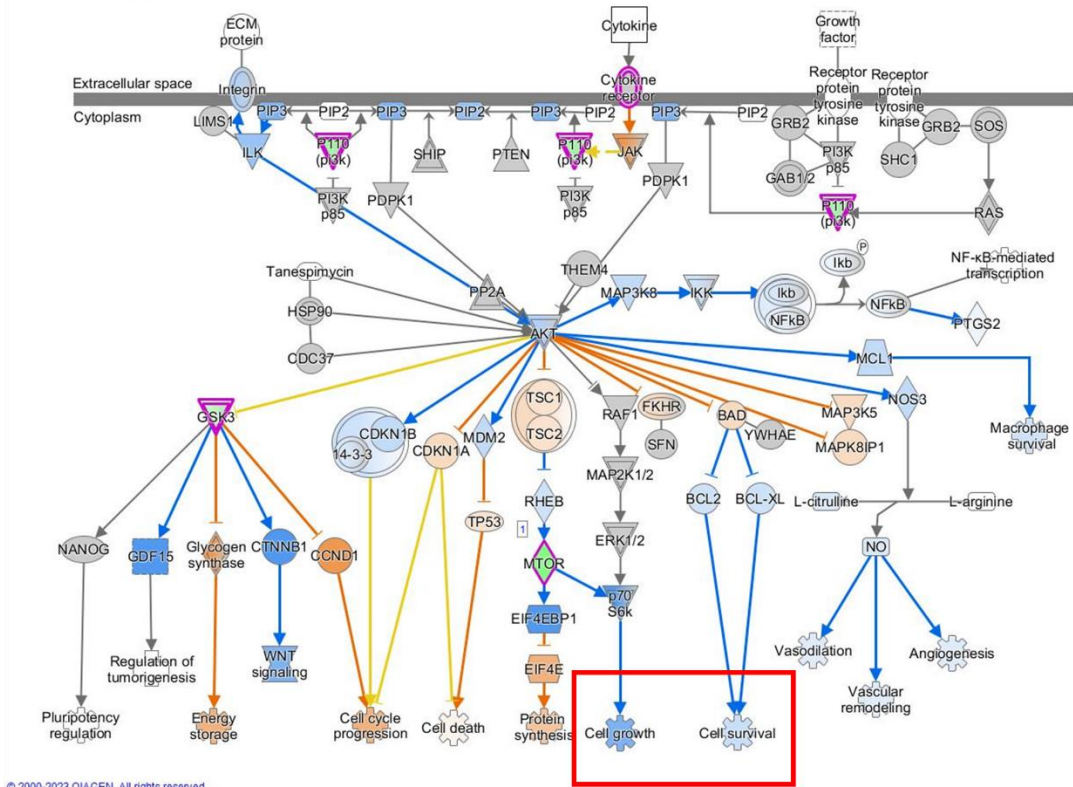 ECM
protein
Cytokine
Growth
factor
Extracellular space
Cytoplasm
Integrin
Cytokine
receptor
Receptor
protein
tyrosine
kinase
Receptor
protein
tyrosine
kinase
LIMS1
PIP3
PIP2
PIP3
PIP2
PIP3
PIP2
PIP3
PIP2
ILK
P110
(pi3k)
SHIP
PTEN
P110
(pi3k)
JAK
GRB2
GRB2
SOS
PI3K
p85
PDPK1
PI3K
p85
PDPK1
GAB1/2
PI3K
p85
SHC1
P110
(pi3k)
RAS
Tanespimycin
HSP90
CDC37
PP2A
THEM4
AKT
MAP3K8
IKK
Ikb
NFkB
Ikb
P
NFkB
NF-κB-mediated
transcription
PTGS2
MCL1
NOS3
Macrophage
survival
GSK3
14-3-3
CDKN1B
CDKN1A
MDM2
TSC1
TSC2
RAF1
FKHR
SFN
BAD
YWHAE
MAP3K5
MAPK8IP1
MAP2K1/2
RHEB
BCL2
BCL-XL
L-citrulline
L-arginine
TP53
1
NANOG
GDF15
Glycogen
synthase
CTNNB1
CCND1
MTOR
ERK1/2
NO
p70
S6k
EIF4EBP1
EIF4E
Regulation of
tumorigenesis
WNT
signaling
Vasodilation
Vascular
remodeling
Angiogenesis
Pluripotency
regulation
Energy
storage
Cell cycle
progression
Cell death
Protein
synthesis
Cell growth
Cell survival
© 2000-2023 QIAGEN. All rights reserved.